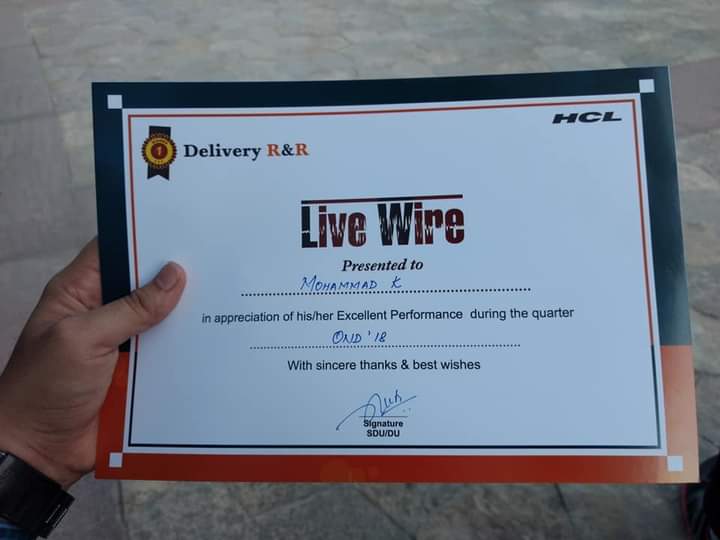 HCL
1
Delivery R&R
Live Wire
Presented to
MOHAMMAD K
in appreciation of his/her Excellent Performance during the quarter
OND '18
With sincere thanks & best wishes
Signature
SDU/DU